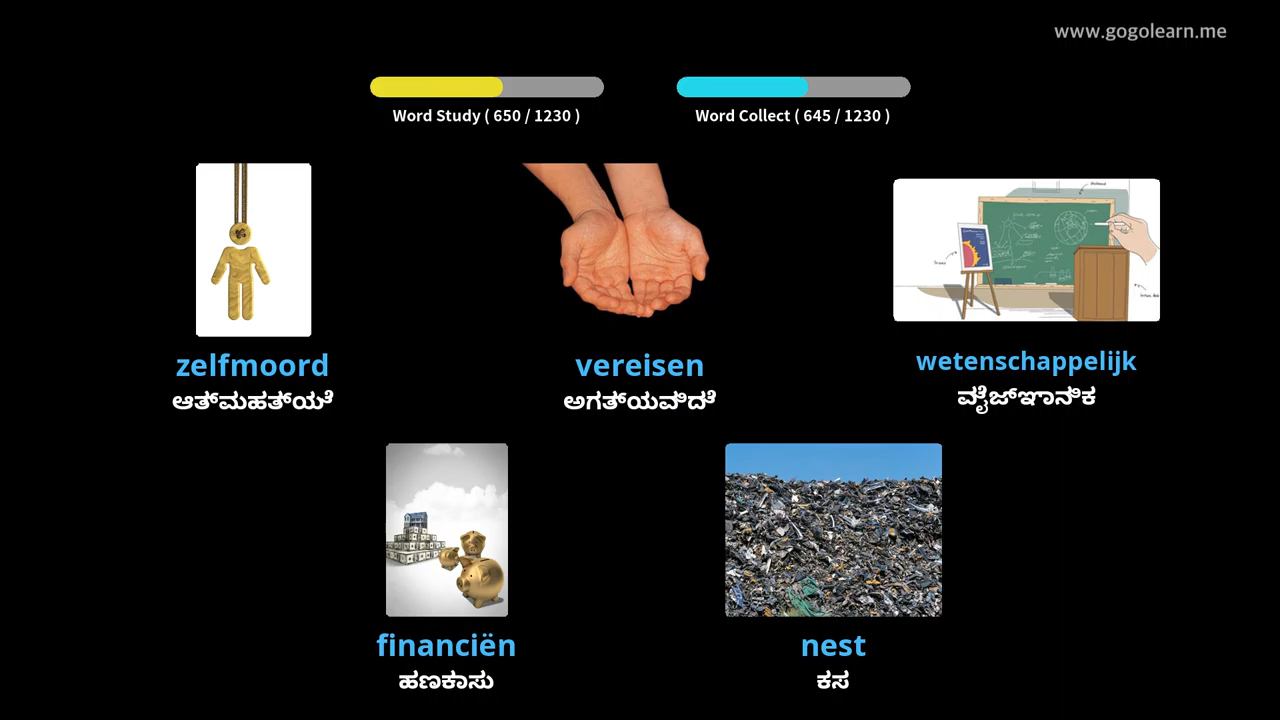 www.gogolearn.me
Word Study ( 650 / 1230 )
Word Collect ( 645 / 1230 )
zelfmoord
ಆತ್ಮಹತ್ಯೆ
vereisen
ಅಗತ್ಯವಿದೆ
wetenschappelijk
ವೈಜ್ಞಾನಿಕ
financiën
ಹಣಕಾಸು
nest
ಕಸ